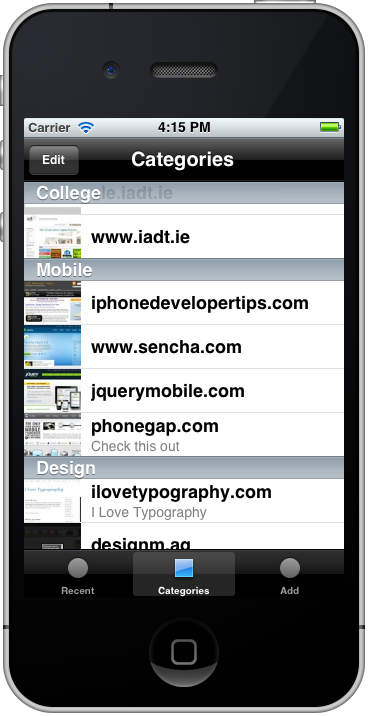 Carrier 4:15 PM
Edit Categories
College
le.iadt.ie
www.iadt.ie
Mobile
iphonedevelopertips.com
www.sencha.com
jquerymobile.com
phonegap.com
Check this out
Design
ilovetypography.com
I Love Typography
designm.ag
Recent Categories Add